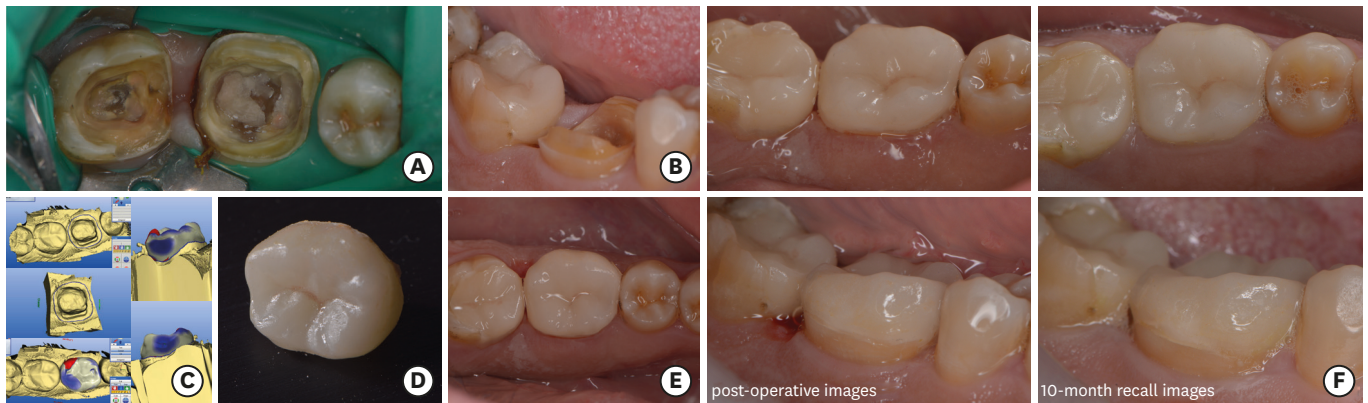 A
B
C
D
E
post-operative images
10-month recall images
F